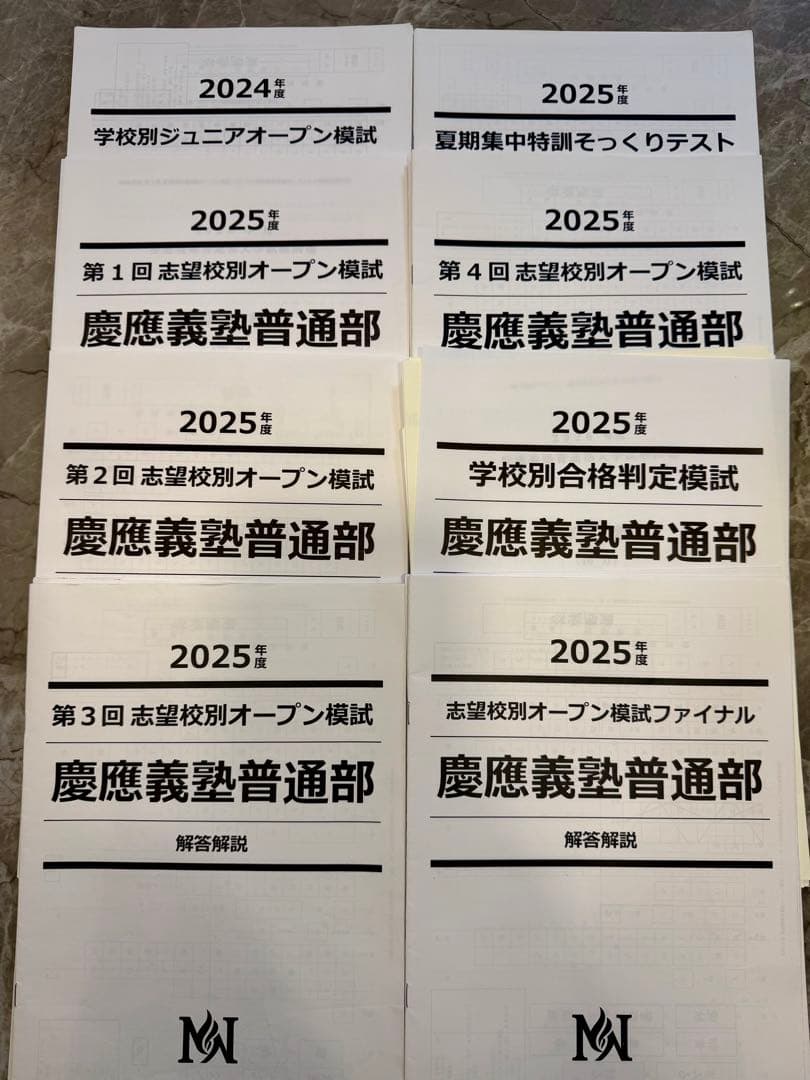 2024年度
学校別ジュニアオープン模試
2025年度
第1回 志望校別オープン模試
慶應義塾普通部
2025年度
第2回 志望校別オープン模試
慶應義塾普通部
2025年度
第3回 志望校別オープン模試
慶應義塾普通部
解答解説
2025年度
夏期集中特訓そっくりテスト
2025年度
第4回 志望校別オープン模試
慶應義塾普通部
2025年度
学校別合格判定模試
慶應義塾普通部
2025年度
志望校別オープン模試ファイナル
慶應義塾普通部
解答解説